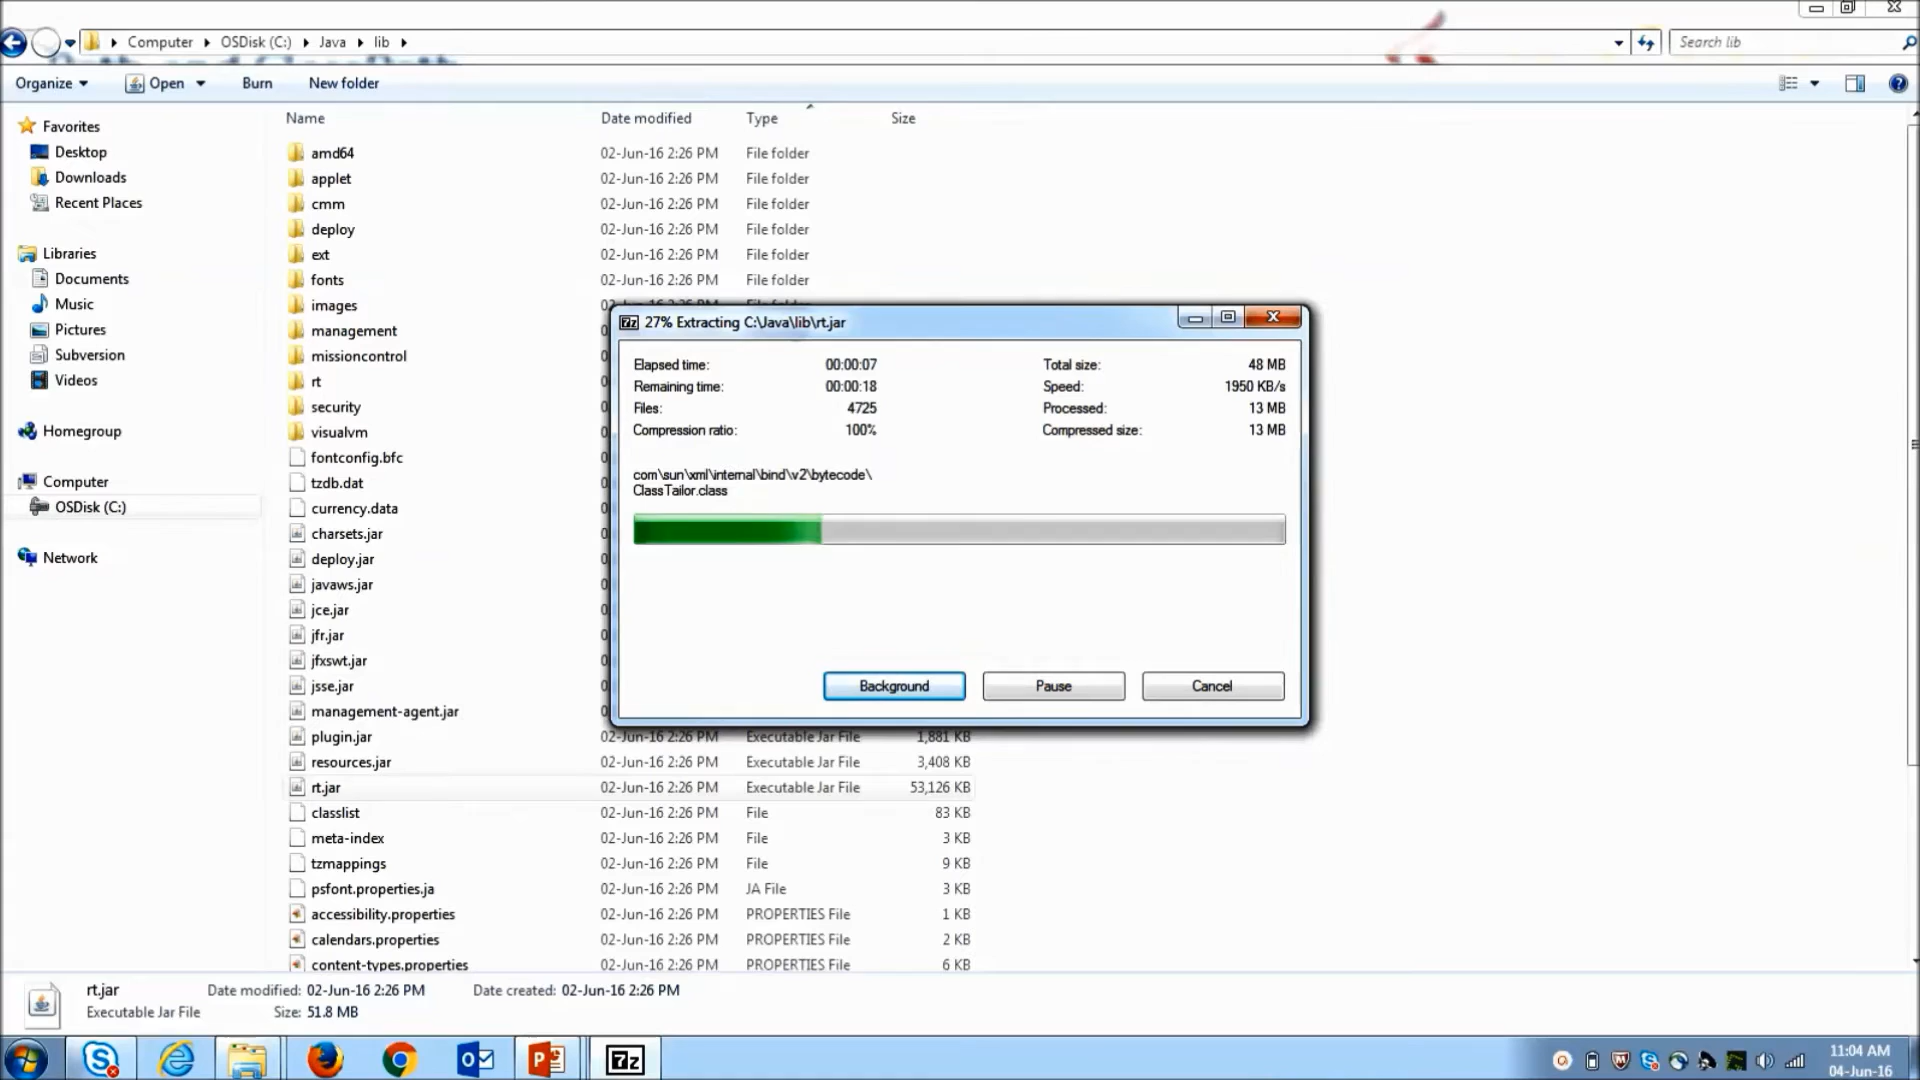 Computer OSDisk (C:) Java lib
Search lib
Organize Open Burn New folder
Name Date modified Type Size
Favorites
Desktop
Downloads
Recent Places
Libraries
Documents
Music
Pictures
Subversion
Videos
Homegroup
Computer
OSDisk (C:)
Network
amd64 02-Jun-16 2:26 PM File folder
applet 02-Jun-16 2:26 PM File folder
cmm 02-Jun-16 2:26 PM File folder
deploy 02-Jun-16 2:26 PM File folder
ext 02-Jun-16 2:26 PM File folder
fonts 02-Jun-16 2:26 PM File folder
images
management
missioncontrol
rt
security
visualvm
fontconfig.bfc
tzdb.dat
currency.data
charsets.jar
deploy.jar
javaws.jar
jce.jar
jfr.jar
jfxswt.jar
jsse.jar
management-agent.jar
plugin.jar 02-Jun-16 2:26 PM Executable Jar File 1,881 KB
resources.jar 02-Jun-16 2:26 PM Executable Jar File 3,408 KB
rt.jar 02-Jun-16 2:26 PM Executable Jar File 53,126 KB
classlist 02-Jun-16 2:26 PM File 83 KB
meta-index 02-Jun-16 2:26 PM File 3 KB
tzmappings 02-Jun-16 2:26 PM File 9 KB
psfont.properties.ja 02-Jun-16 2:26 PM JA File 3 KB
accessibility.properties 02-Jun-16 2:26 PM PROPERTIES File 1 KB
calendars.properties 02-Jun-16 2:26 PM PROPERTIES File 2 KB
content-types.properties 02-Jun-16 2:26 PM PROPERTIES File 6 KB
7z 27% Extracting C:\Java\lib\rt.jar
Elapsed time: 00:00:07 Total size: 48 MB
Remaining time: 00:00:18 Speed: 1950 KB/s
Files: 4725 Processed: 13 MB
Compression ratio: 100% Compressed size: 13 MB
com\sun\xml\internal\bind\v2\bytecode\
ClassTailor.class
Background Pause Cancel
rt.jar Date modified: 02-Jun-16 2:26 PM Date created: 02-Jun-16 2:26 PM
Executable Jar File Size: 51.8 MB
7z
11:04 AM
04-Jun-16